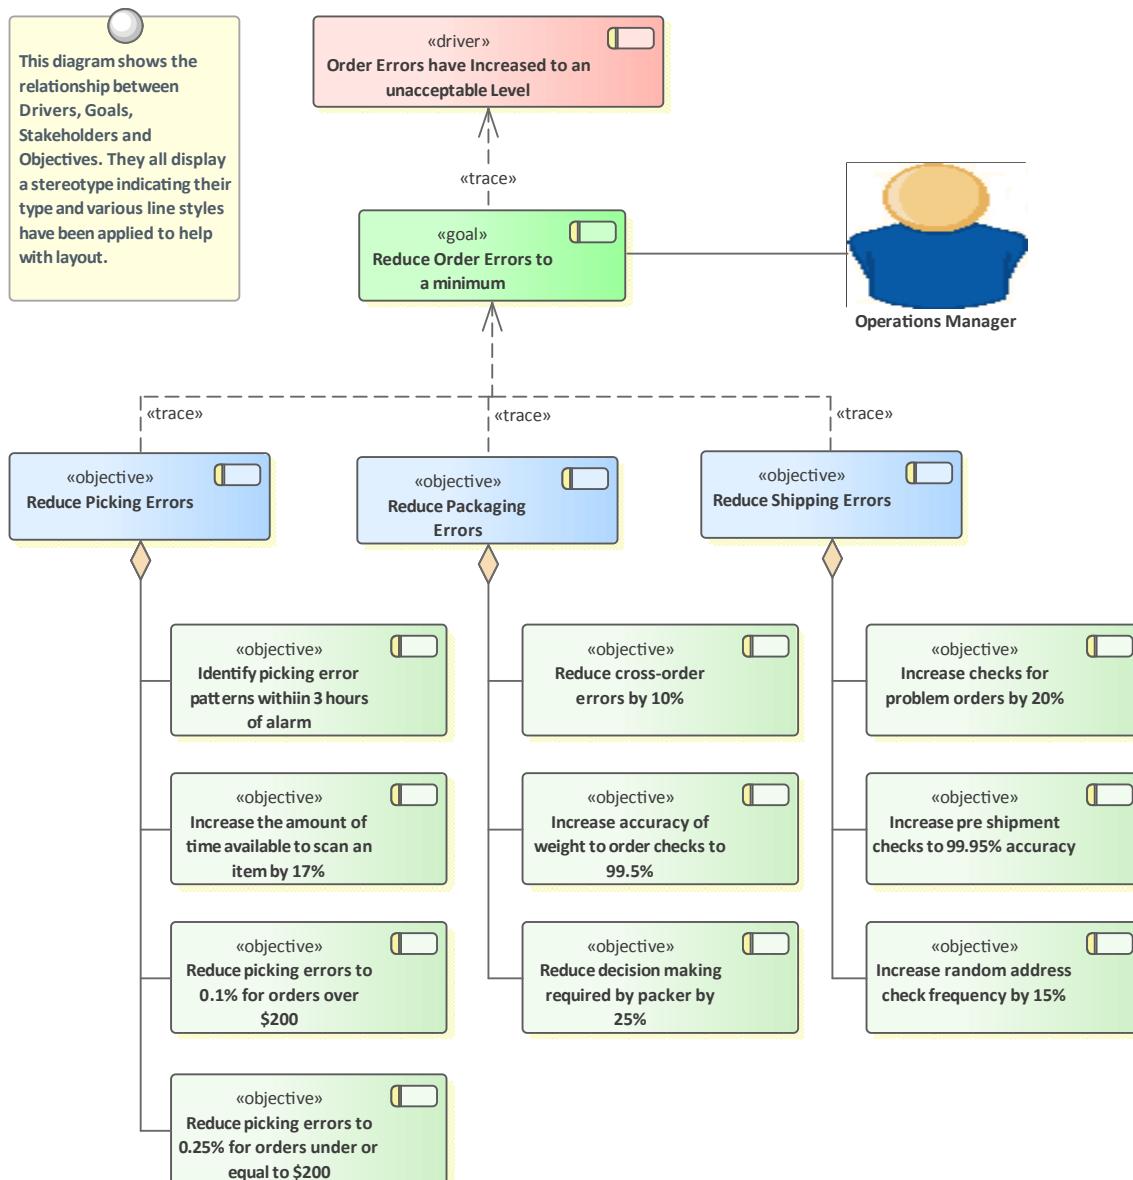 This diagram shows the
relationship between
Drivers, Goals,
Stakeholders and
Objectives. They all display
a stereotype indicating their
type and various line styles
have been applied to help
with layout.
«driver»
Order Errors have Increased to an
unacceptable Level
«trace»
«goal»
Reduce Order Errors to
a minimum
Operations Manager
«trace»
«trace»
«trace»
«objective»
Reduce Picking Errors
«objective»
Reduce Packaging
Errors
«objective»
Reduce Shipping Errors
«objective»
Identify picking error
patterns withiin 3 hours
of alarm
«objective»
Increase the amount of
time available to scan an
item by 17%
«objective»
Reduce picking errors to
0.1% for orders over
$200
«objective»
Reduce picking errors to
0.25% for orders under or
equal to $200
«objective»
Reduce cross-order
errors by 10%
«objective»
Increase accuracy of
weight to order checks to
99.5%
«objective»
Reduce decision making
required by packer by
25%
«objective»
Increase checks for
problem orders by 20%
«objective»
Increase pre shipment
checks to 99.95% accuracy
«objective»
Increase random address
check frequency by 15%